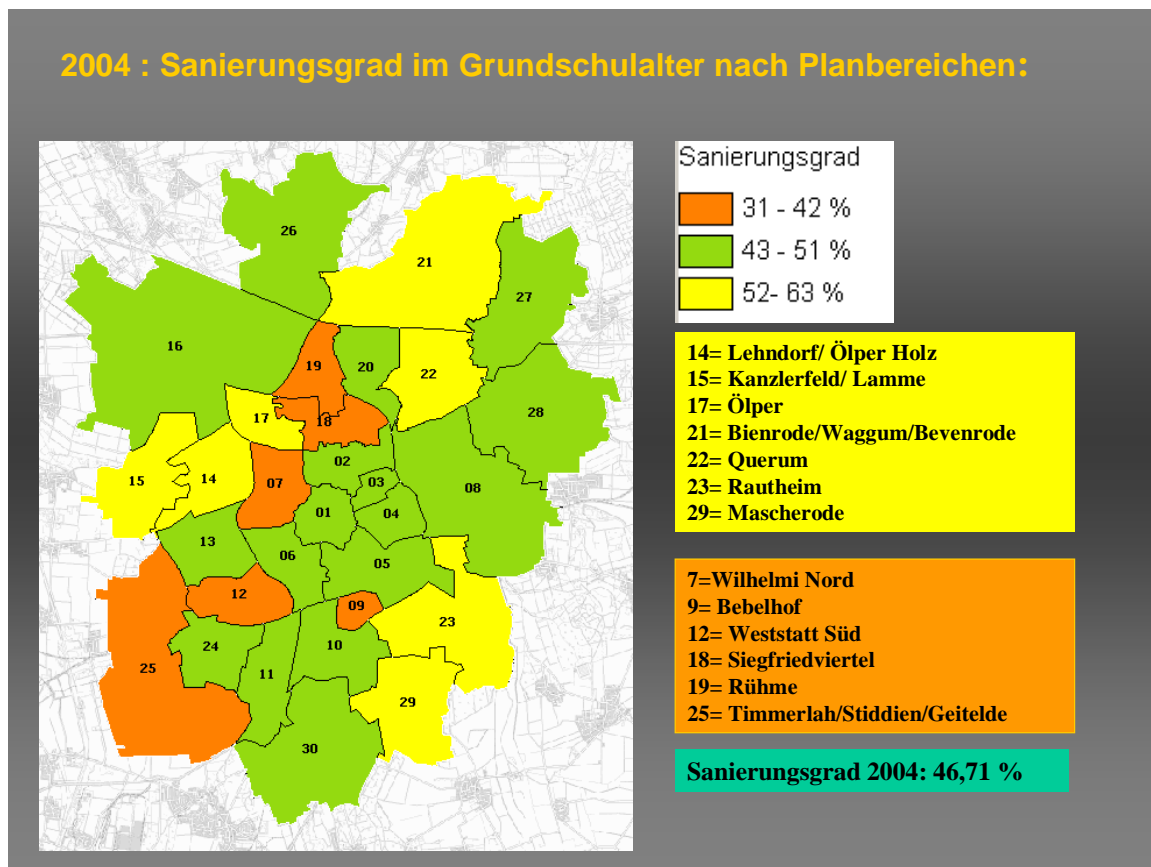 2004 : Sanierungsgrad im Grundschulalter nach Planbereichen:
Sanierungsgrad
31 - 42 %
43 - 51 %
52- 63 %
26
21
27
16
19
20
22
28
17
18
02
15
14
07
03
08
01
04
13
06
05
12
09
23
24
10
25
11
29
30
14= Lehndorf/ Ölper Holz
15= Kanzlerfeld/ Lamme
17= Ölper
21= Bienrode/Waggum/Bevenrode
22= Querum
23= Rautheim
29= Mascherode
7=Wilhelmi Nord
9= Bebelhof
12= Weststatt Süd
18= Siegfriedviertel
19= Rühme
25= Timmerlah/Stiddien/Geitelde
Sanierungsgrad 2004: 46,71 %